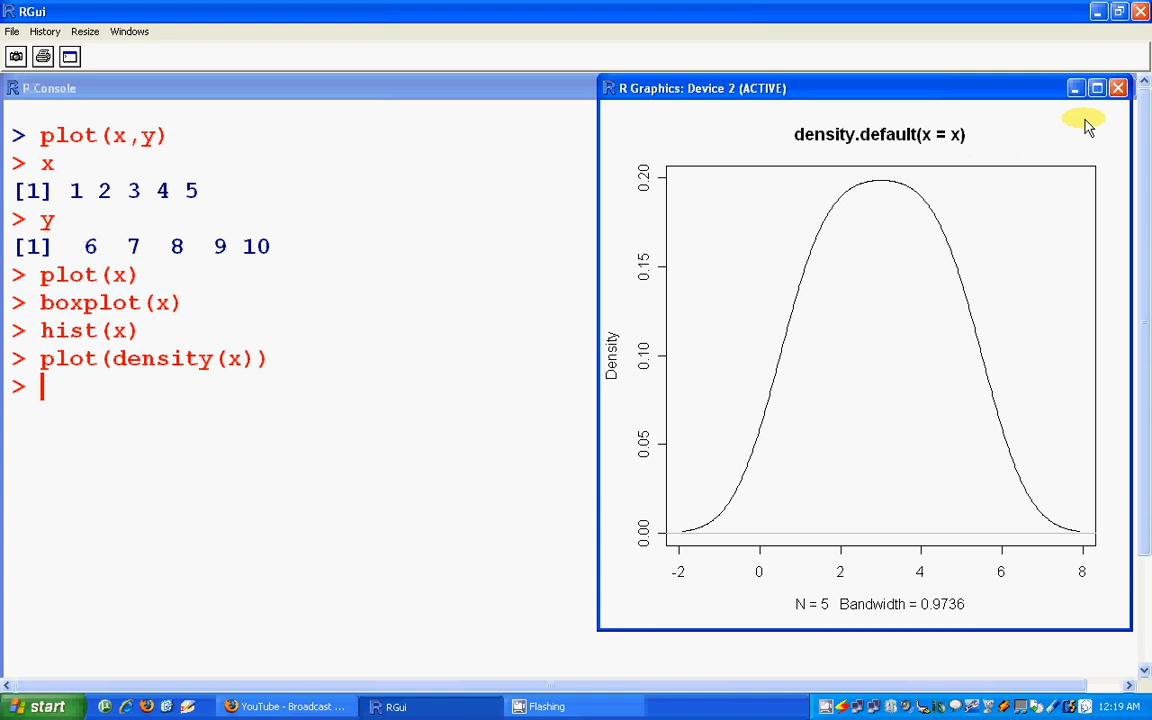 RGui
File History Resize Windows
R Console
> plot(x,y)
> x
[1] 1 2 3 4 5
> y
[1] 6 7 8 9 10
> plot(x)
> boxplot(x)
> hist(x)
> plot(density(x))
>
R Graphics: Device 2 (ACTIVE)
density.default(x = x)
0.20
0.15
0.10
0.05
0.00
Density
-2 0 2 4 6 8
N = 5 Bandwidth = 0.9736
start YouTube - Broadcast ... RGui Flashing 12:19 AM